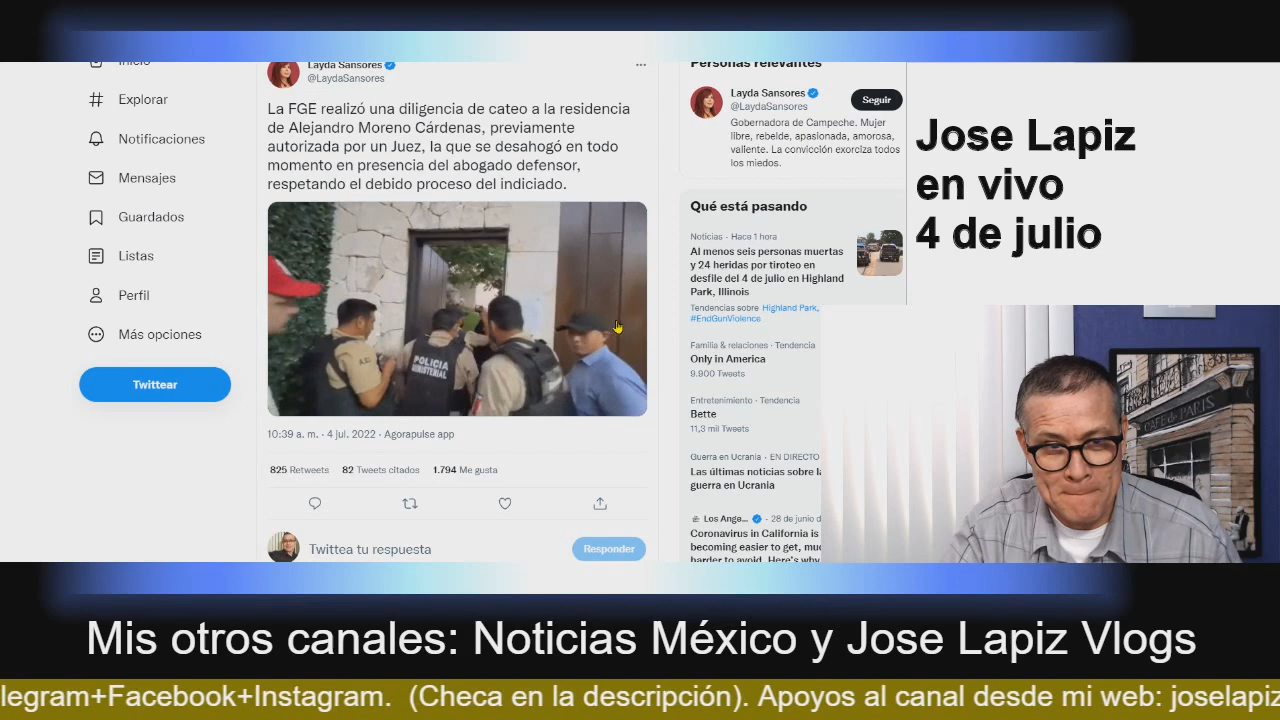 Inicio
Explorar
Notificaciones
Mensajes
Guardados
Listas
Perfil
Más opciones
Twittear
Layda Sansores
@LaydaSansores
La FGE realizó una diligencia de cateo a la residencia
de Alejandro Moreno Cárdenas, previamente
autorizada por un Juez, la que se desahogó en todo
momento en presencia del abogado defensor,
respetando el debido proceso del indiciado.
POLICIA
MINISTERIAL
10:39 a. m. · 4 jul. 2022 · Agorapulse app
825 Retweets 82 Tweets citados 1.794 Me gusta
Twittea tu respuesta
Responder
Personas relevantes
Layda Sansores
@LaydaSansores
Seguir
Gobernadora de Campeche. Mujer
libre, rebelde, apasionada, amorosa,
valiente. La convicción exorciza todos
los miedos.
Qué está pasando
Noticias · Hace 1 hora
Al menos seis personas muertas
y 24 heridas por tiroteo en
desfile del 4 de julio en Highland
Park, Illinois
Tendencias sobre Highland Park,
#EndGunViolence
Familia & relaciones · Tendencia
Only in America
9.900 Tweets
Entretenimiento · Tendencia
Bette
11,3 mil Tweets
Guerra en Ucrania · EN DIRECTO
Las últimas noticias sobre la
guerra en Ucrania
Los Ange... · 28 de junio d
Coronavirus in California is
becoming easier to get, muc
harder to avoid. Here's why
Jose Lapiz
en vivo
4 de julio
CAFE de PARIS
Mis otros canales: Noticias México y Jose Lapiz Vlogs
legram+Facebook+Instagram. (Checa en la descripción). Apoyos al canal desde mi web: joselapiz